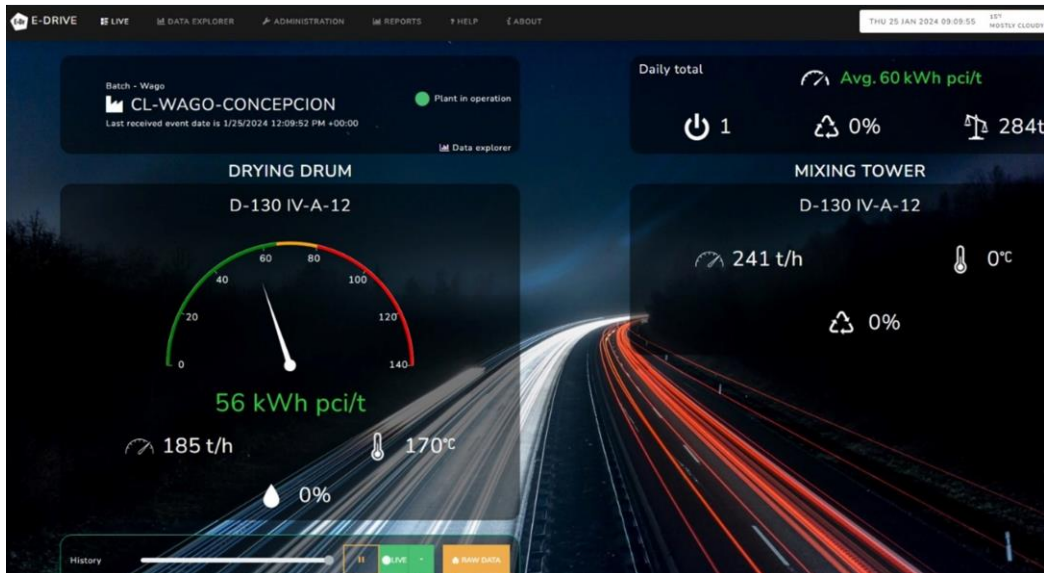 E-Dr E-DRIVE LIVE DATA EXPLORER ADMINISTRATION REPORTS ? HELP ABOUT
THU 25 JAN 2024 09:09:55
MOSTLY CLOUDY
Batch - Wago
CL-WAGO-CONCEPCION
Last received event date is 1/25/2024 12:09:52 PM +00:00
Plant in operation
Data explorer
Daily total
Avg. 60 kWh pci/t
1 0% 284t
DRYING DRUM
D-130 IV-A-12
0 20 40 60 80 100 120 140
56 kWh pci/t
185 t/h 170°C
0%
MIXING TOWER
D-130 IV-A-12
241 t/h 0°C
0%
History LIVE RAW DATA